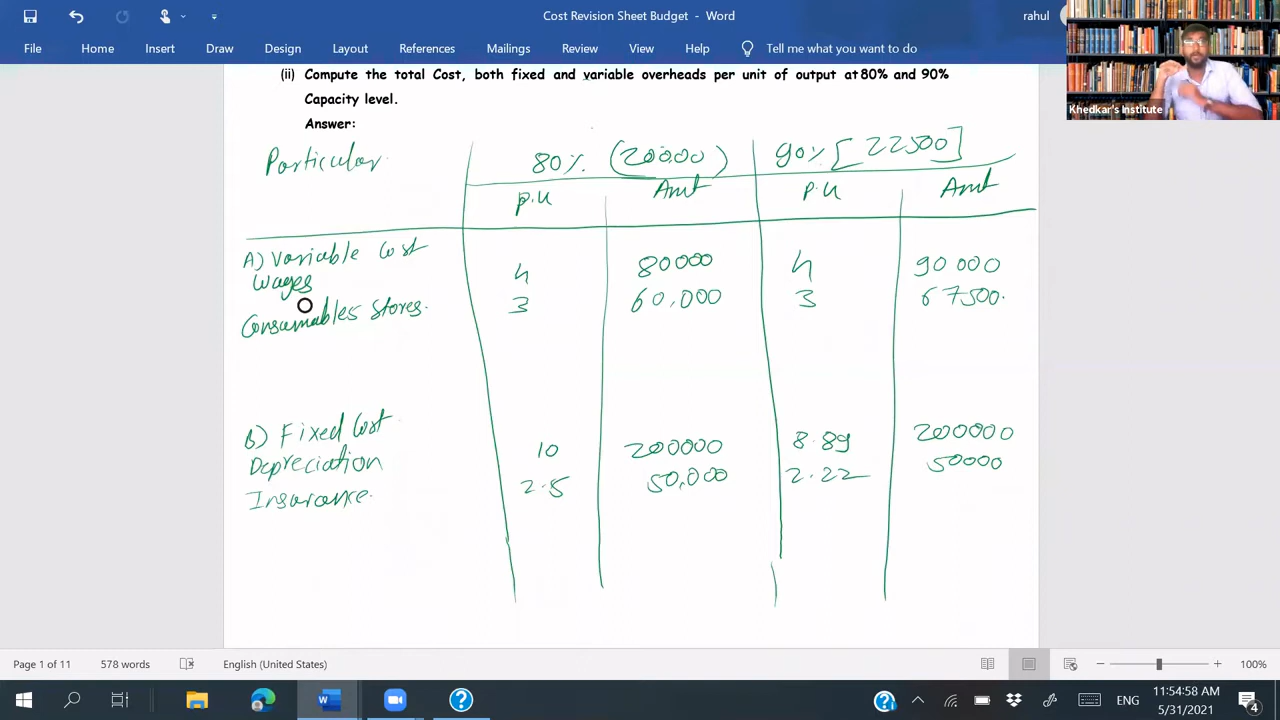 Cost Revision Sheet Budget - Word
rahul
File Home Insert Draw Design Layout References Mailings Review View Help Tell me what you want to do
Khedkar's Institute
(ii) Compute the total Cost, both fixed and variable overheads per unit of output at 80% and 90%
Capacity level.
Answer:
Particular 80% (20000) 90% [22500]
P.U Amt P.U Amt
A) Variable Cost
Wages 4 80000 4 90000
Consumables Stores. 3 60,000 3 67500.
B) Fixed Cost
Depreciation 10 200000 8.89 200000
Insurance. 2.5 50,000 2.22 50000
Page 1 of 11 578 words English (United States) 100%
ENG 11:54:58 AM
5/31/2021
4